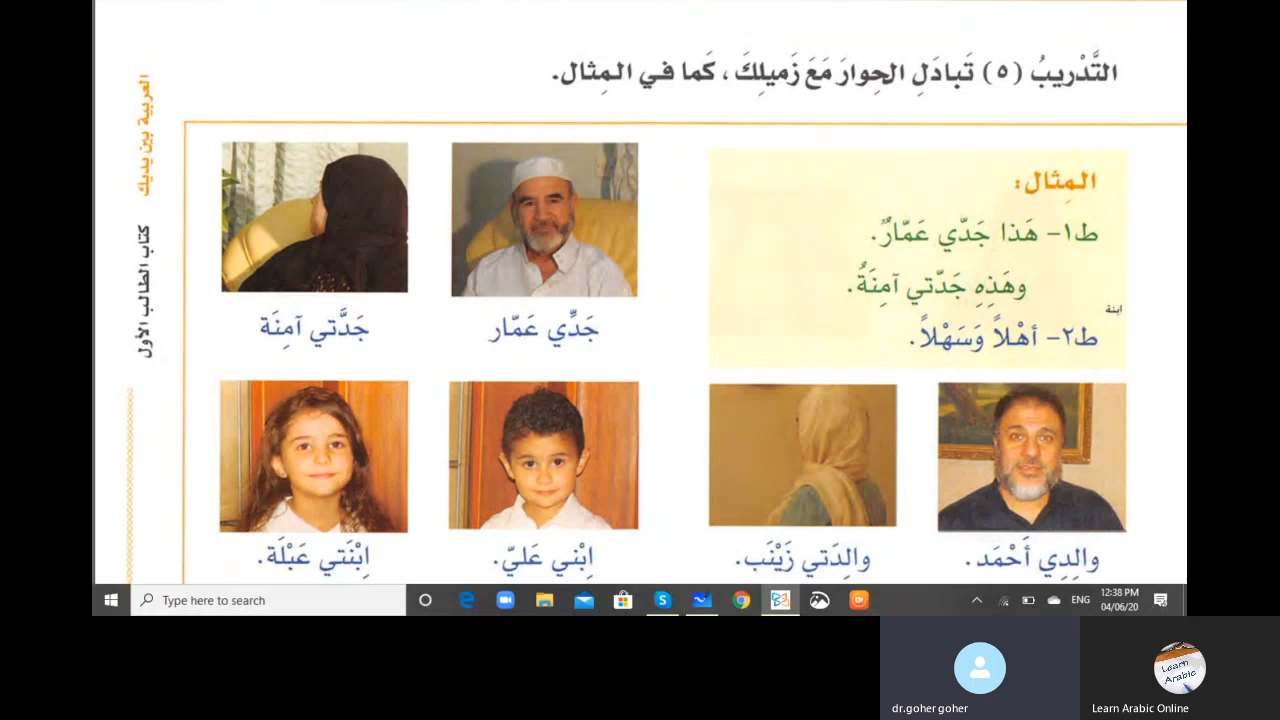 التَّدْريبُ (٥) تَبادَلِ الحِوارَ مَعَ زَميلِكَ ، كَما في المِثال.
العربية بين يديك
كتاب الطالب الأول
المِثال:
ط١- هَذا جَدّي عَمّارٌ.
وهَذِهِ جَدّتي آمِنَةٌ.
ابنة
ط٢- أهْلاً وَسَهْلاً.
جَدِّي عَمّار
جَدَّتي آمِنَة
والِدِي أَحْمَد.
والِدَتي زَيْنَب.
اِبْني عَليّ.
اِبْنَتي عَبْلَة.
Type here to search
ENG
12:38 PM
04/06/20
dr.goher goher
Learn Arabic
Learn Arabic Online